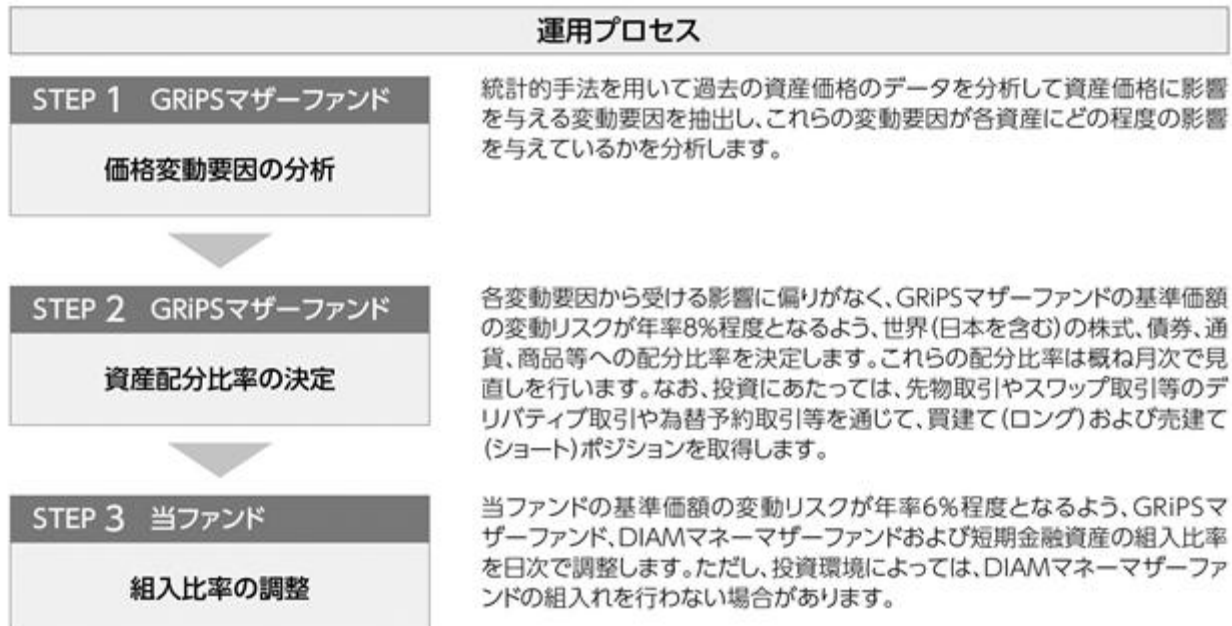 運用プロセス
STEP 1 GRiPSマザーファンド
価格変動要因の分析
統計的手法を用いて過去の資産価格のデータを分析して資産価格に影響
を与える変動要因を抽出し、これらの変動要因が各資産にどの程度の影響
を与えているかを分析します。
STEP 2 GRiPSマザーファンド
資産配分比率の決定
各変動要因から受ける影響に偏りがなく、GRiPSマザーファンドの基準価額
の変動リスクが年率8%程度となるよう、世界(日本を含む)の株式、債券、通
貨、商品等への配分比率を決定します。これらの配分比率は概ね月次で見
直しを行います。なお、投資にあたっては、先物取引やスワップ取引等のデ
リバティブ取引や為替予約取引等を通じて、買建て(ロング)および売建て
(ショート)ポジションを取得します。
STEP 3 当ファンド
組入比率の調整
当ファンドの基準価額の変動リスクが年率6%程度となるよう、GRiPSマ
ザーファンド、DIAMマネーマザーファンドおよび短期金融資産の組入比率
を日次で調整します。ただし、投資環境によっては、DIAMマネーマザーファ
ンドの組入れを行わない場合があります。